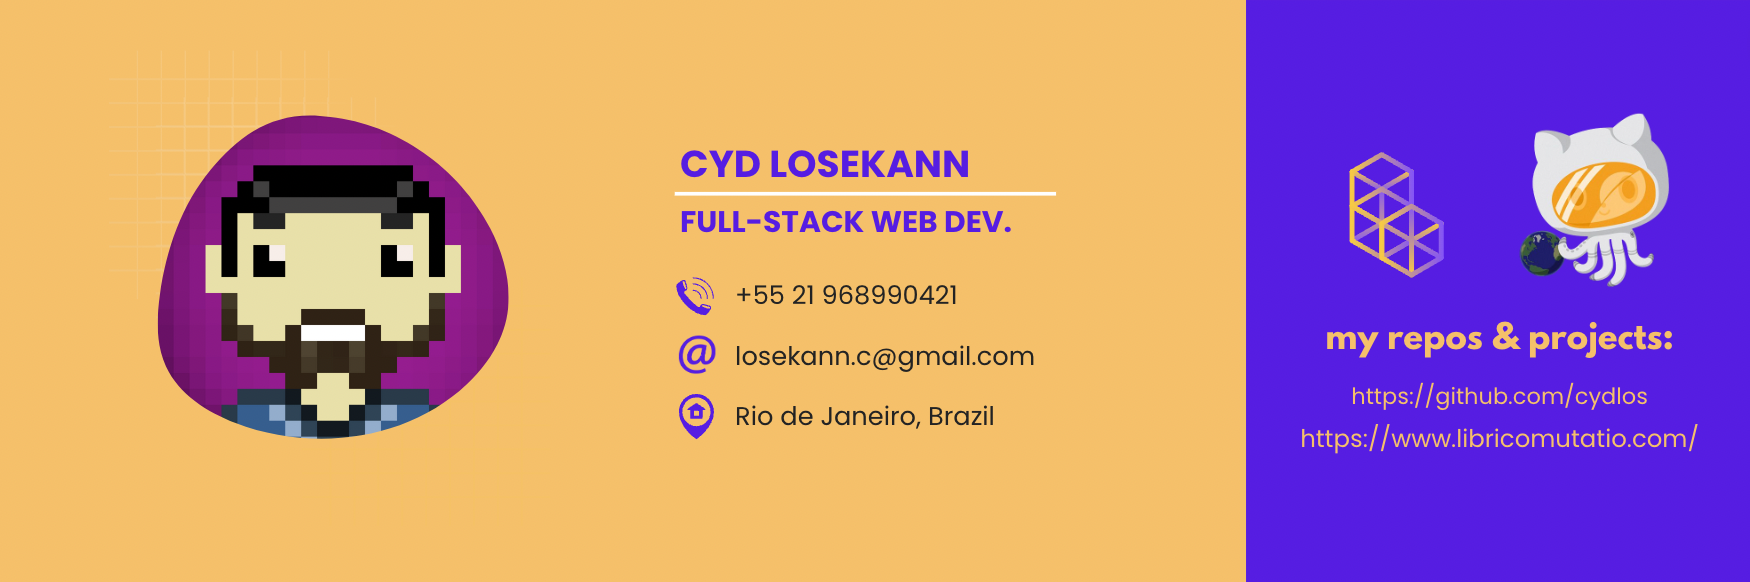 CYD LOSEKANN
FULL-STACK WEB DEV.
+55 21 968990421
@ losekann.c@gmail.com
Rio de Janeiro, Brazil
my repos & projects:
https://github.com/cydlos
https://www.libricomutatio.com/